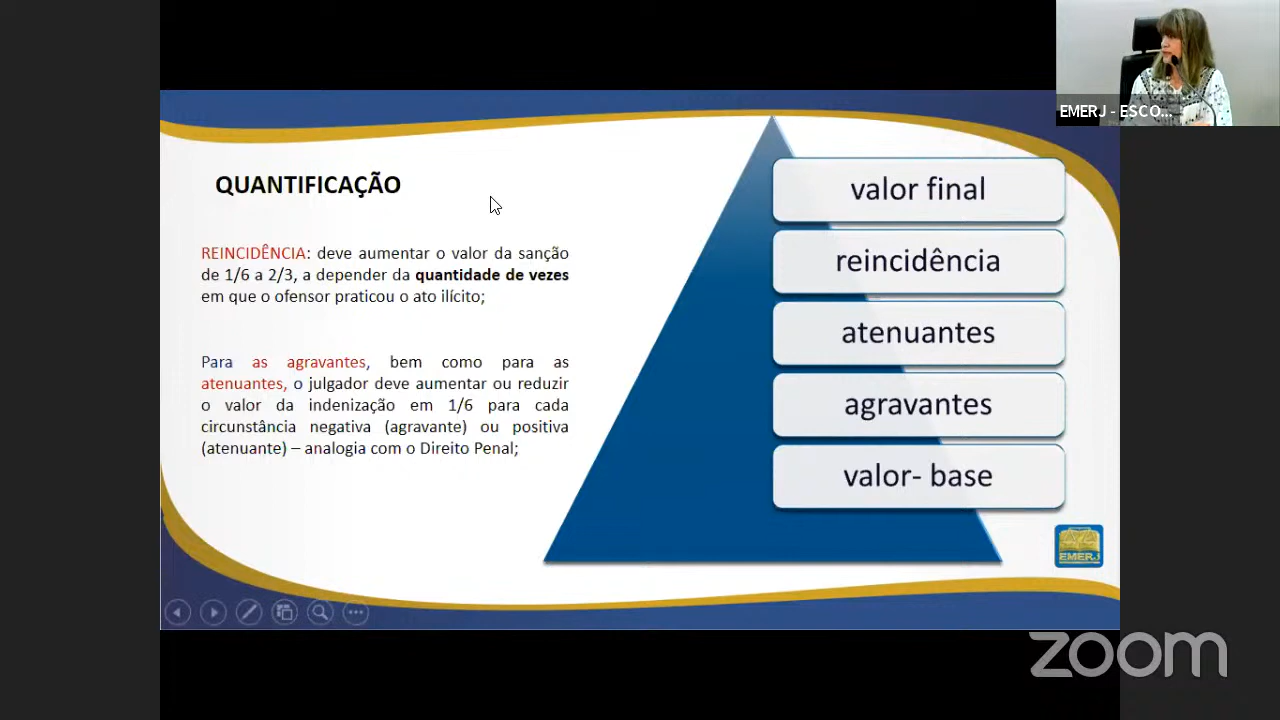 EMERJ - ESCO...
QUANTIFICAÇÃO
REINCIDÊNCIA: deve aumentar o valor da sanção
de 1/6 a 2/3, a depender da quantidade de vezes
em que o ofensor praticou o ato ilícito;
Para as agravantes, bem como para as
atenuantes, o julgador deve aumentar ou reduzir
o valor da indenização em 1/6 para cada
circunstância negativa (agravante) ou positiva
(atenuante) – analogia com o Direito Penal;
valor final
reincidência
atenuantes
agravantes
valor- base
EMERJ
zoom